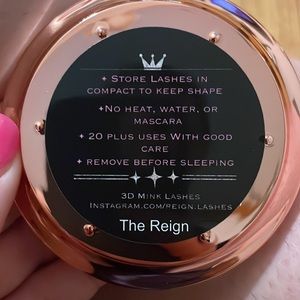 + Store Lashes in
compact to keep shape
+No heat, water, or
mascara
+ 20 plus uses With good
care
+ Remove before sleeping
3D Mink Lashes
Instagram.com/reign.lashes
The Reign